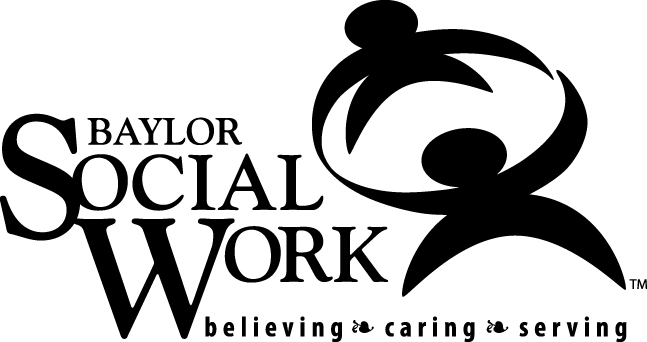 BAYLOR
SOCIAL
WORK
TM
believing ❧ caring ❧ serving